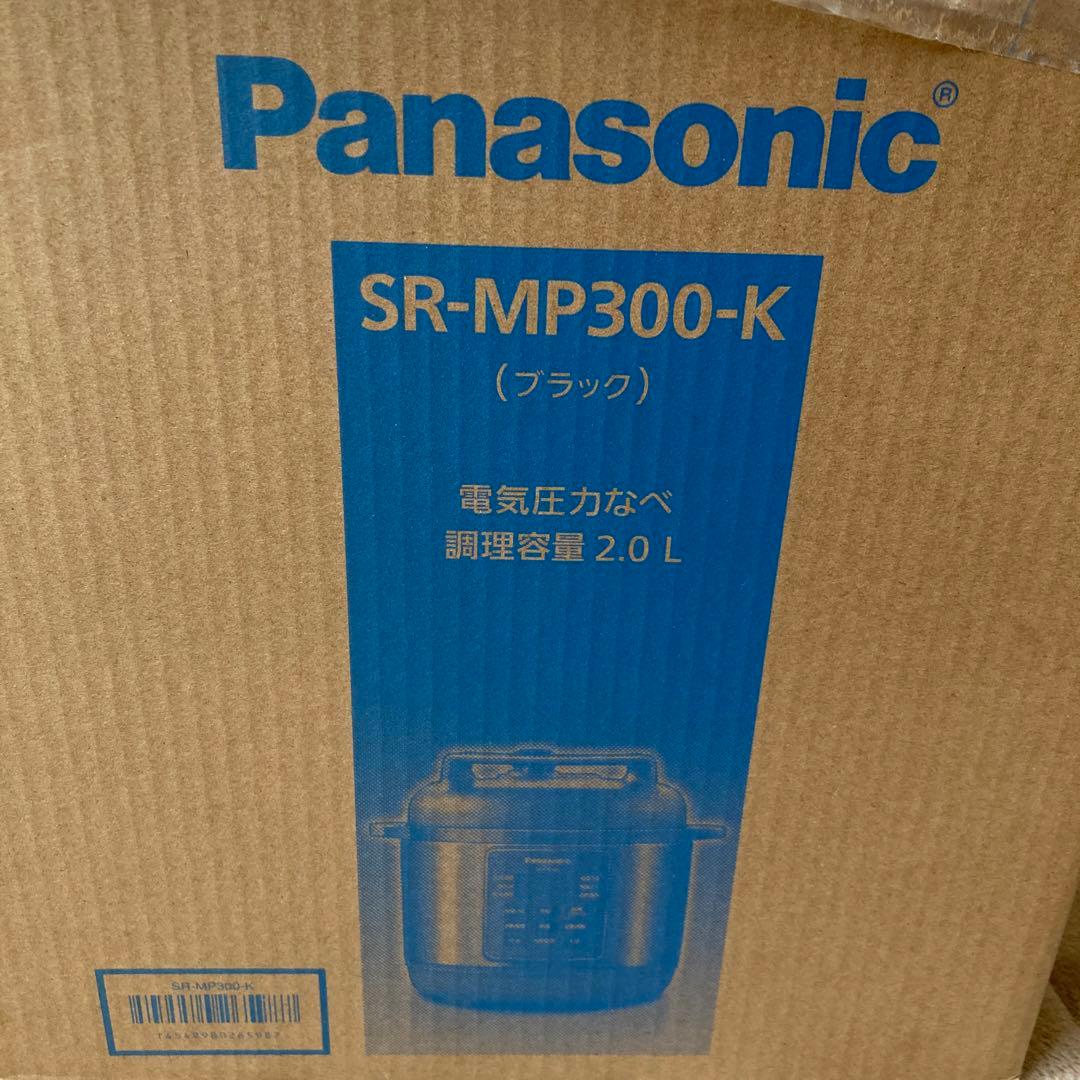 Panasonic®
SR-MP300-K
(ブラック)
電気圧力なべ
調理容量 2.0 L
Panasonic
SR-MP300-K